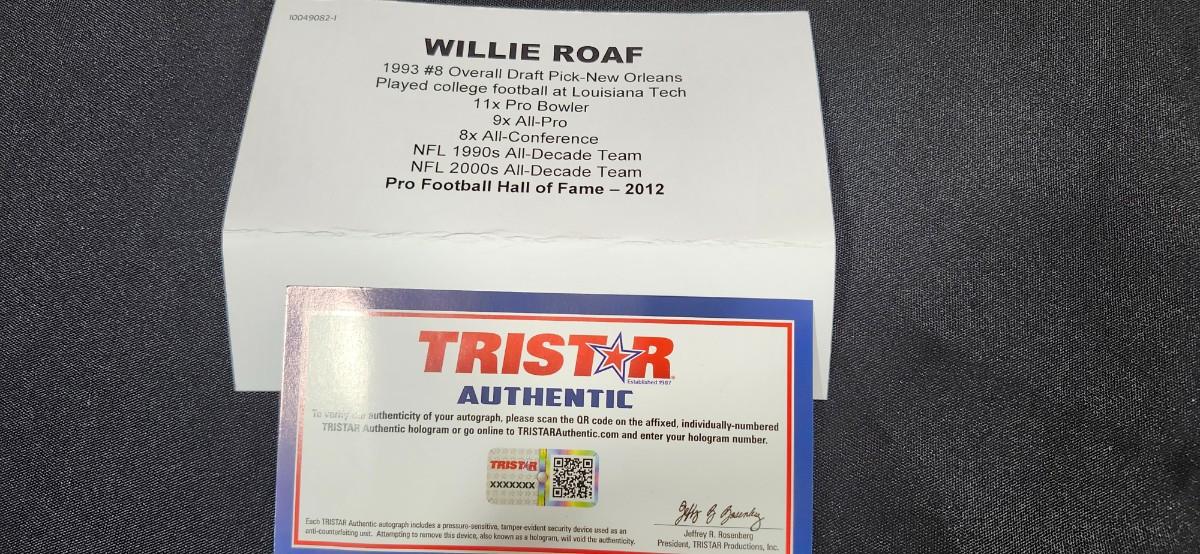 10049082-1
WILLIE ROAF
1993 #8 Overall Draft Pick-New Orleans
Played college football at Louisiana Tech
11x Pro Bowler
9x All-Pro
8x All-Conference
NFL 1990s All-Decade Team
NFL 2000s All-Decade Team
Pro Football Hall of Fame – 2012
TRISTAR
Established 1987
AUTHENTIC
To verify the authenticity of your autograph, please scan the QR code on the affixed, individually-numbered
TRISTAR Authentic hologram or go online to TRISTARAuthentic.com and enter your hologram number.
TRISTAR
XXXXXXX
Each TRISTAR Authentic autograph includes a pressure-sensitive, tamper-evident security device used as an
anti-counterfeiting unit. Attempting to remove this device, also known as a hologram, will void the authenticity.
Jeffrey R. Rosenberg
President, TRISTAR Productions, Inc.